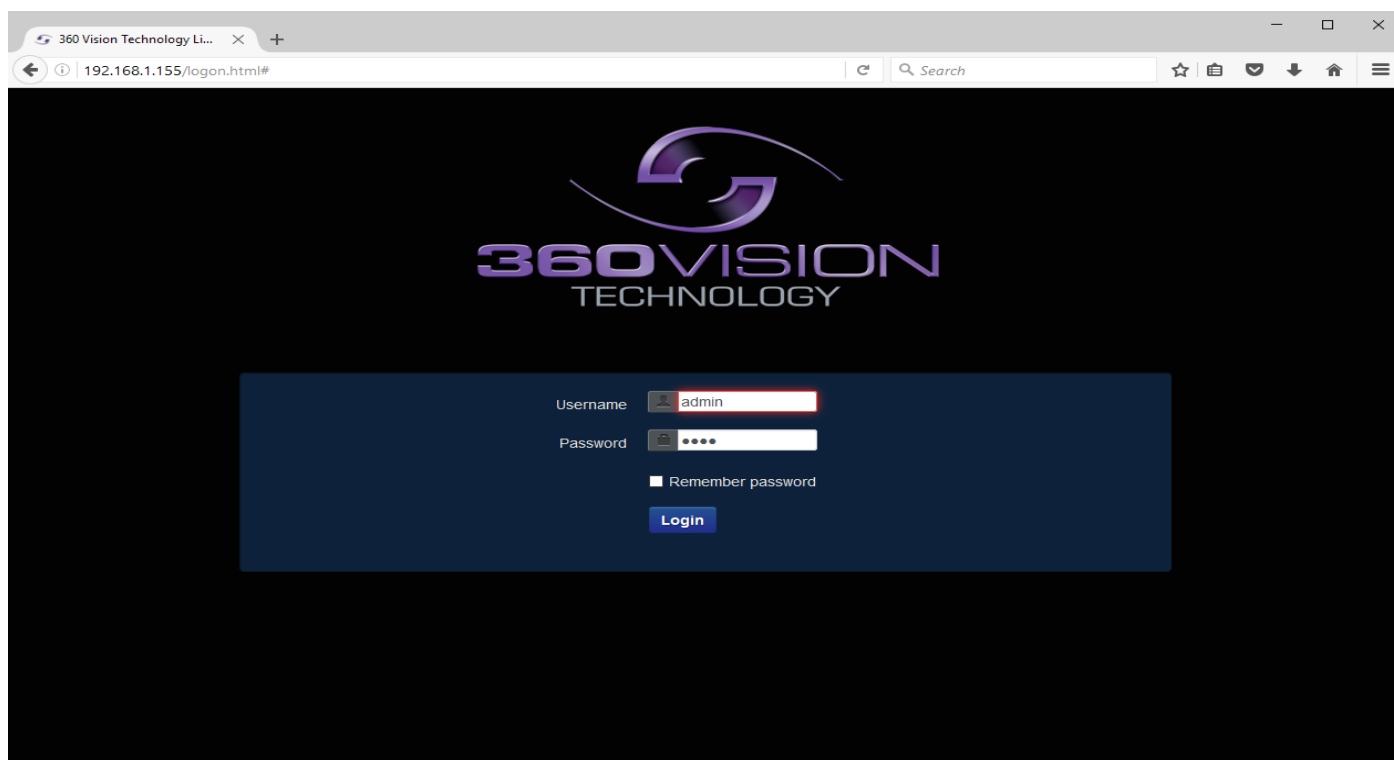 360 Vision Technology Li...
192.168.1.155/logon.html#
Search
360VISION
TECHNOLOGY
Username
admin
Password
••••
Remember password
Login